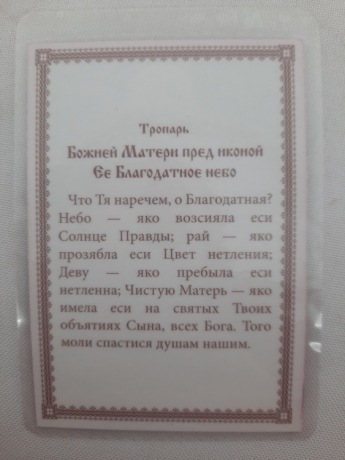 Тропарь
Божией Матери пред иконой
Ее Благодатное небо
Что Тя наречем, о Благодатная?
Небо — яко возсияла еси
Солнце Правды; рай — яко
прозябла еси Цвет нетления;
Деву — яко пребыла еси
нетленна; Чистую Матерь — яко
имела еси на святых Твоих
объятиях Сына, всех Бога. Того
моли спастися душам нашим.